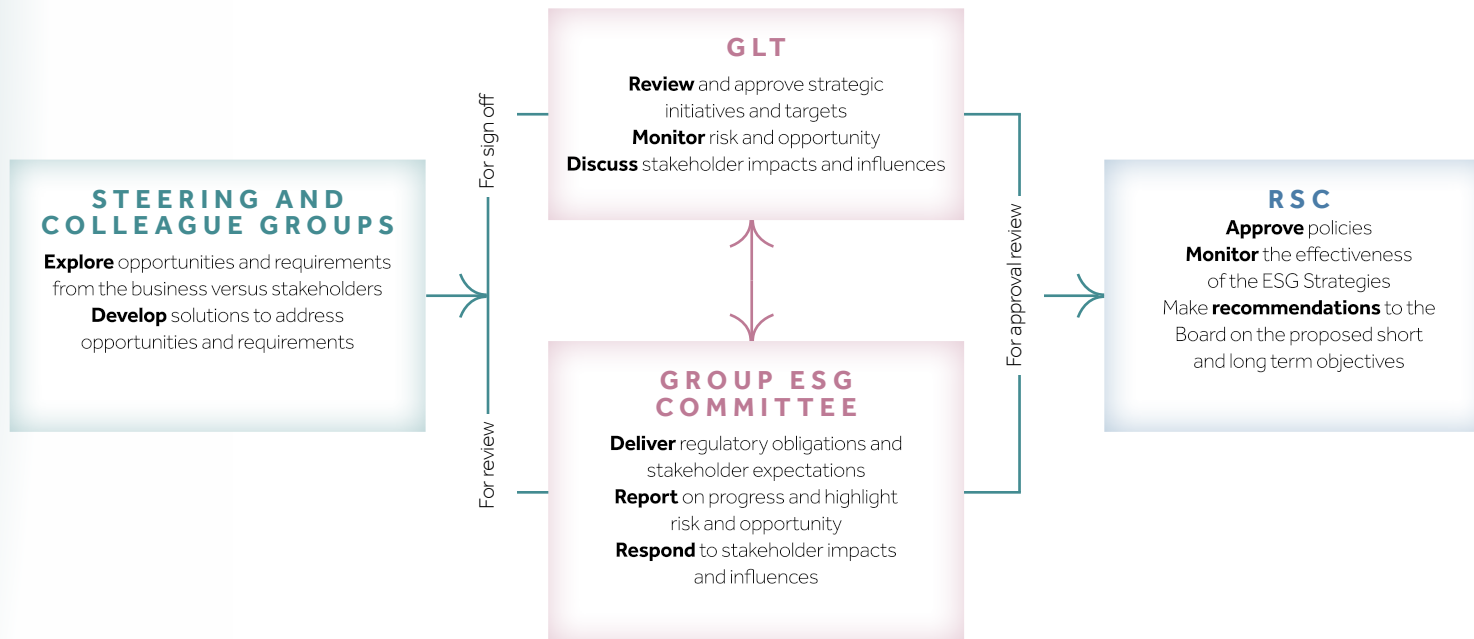 STEERING AND
COLLEAGUE GROUPS
Explore opportunities and requirements
from the business versus stakeholders
Develop solutions to address
opportunities and requirements
For sign off
For review
GLT
Review and approve strategic
initiatives and targets
Monitor risk and opportunity
Discuss stakeholder impacts and influences
GROUP ESG
COMMITTEE
Deliver regulatory obligations and
stakeholder expectations
Report on progress and highlight
risk and opportunity
Respond to stakeholder impacts
and influences
For approval review
RSC
Approve policies
Monitor the effectiveness
of the ESG Strategies
Make recommendations to the
Board on the proposed short
and long term objectives